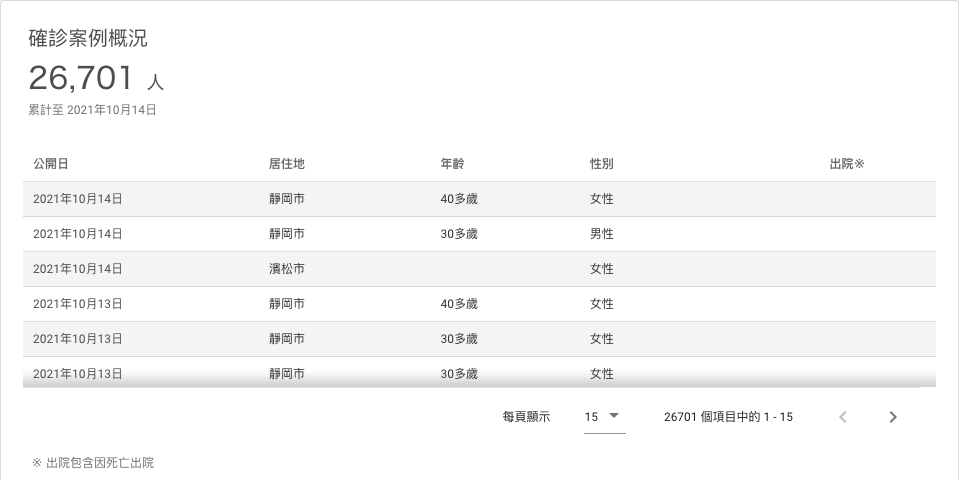 確診案例概況
26,701 人
累計至 2021年10月14日
公開日 居住地 年齡 性別 出院※
2021年10月14日 靜岡市 40多歲 女性
2021年10月14日 靜岡市 30多歲 男性
2021年10月14日 濱松市 女性
2021年10月13日 靜岡市 40多歲 女性
2021年10月13日 靜岡市 30多歲 女性
2021年10月13日 靜岡市 30多歲 女性
每頁顯示 15 26701 個項目中的 1 - 15
※ 出院包含因死亡出院